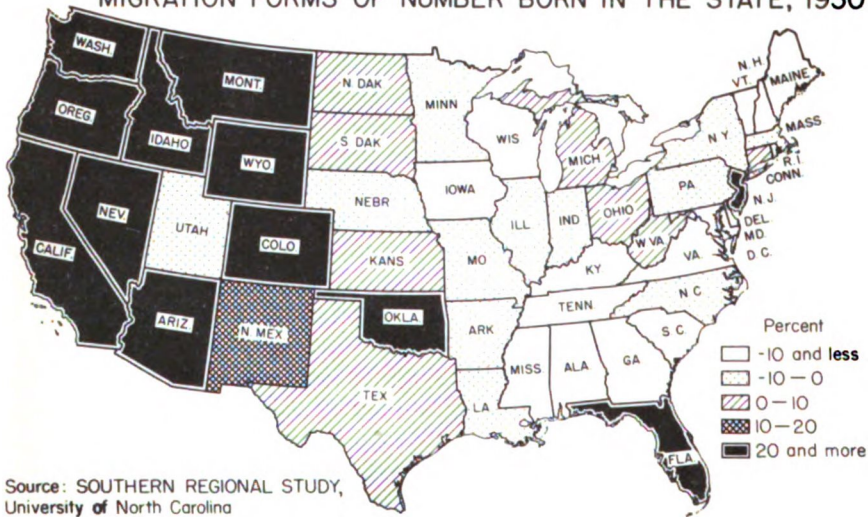 MIGRATION FORMS OF NUMBER BORN IN THE STATE, 1930
WASH.
MONT.
N. DAK
MINN
N. H.
VT.
MAINE
OREG.
IDAHO
S DAK
WIS
MICH
N Y
MASS
WYO
R. I.
CONN.
NEV.
UTAH
NEBR
IOWA
PA.
N. J.
CALIF.
COLO
ILL
IND
OHIO
DEL.
MD.
D C.
KANS
MO
W VA
VA.
KY
ARIZ
N. MEX
OKLA.
ARK
TENN.
N C
S C
TEX
LA
MISS
ALA
GA
FLA.
Percent
-10 and less
-10 — 0
0 — 10
10 — 20
20 and more
Source: SOUTHERN REGIONAL STUDY,
University of North Carolina